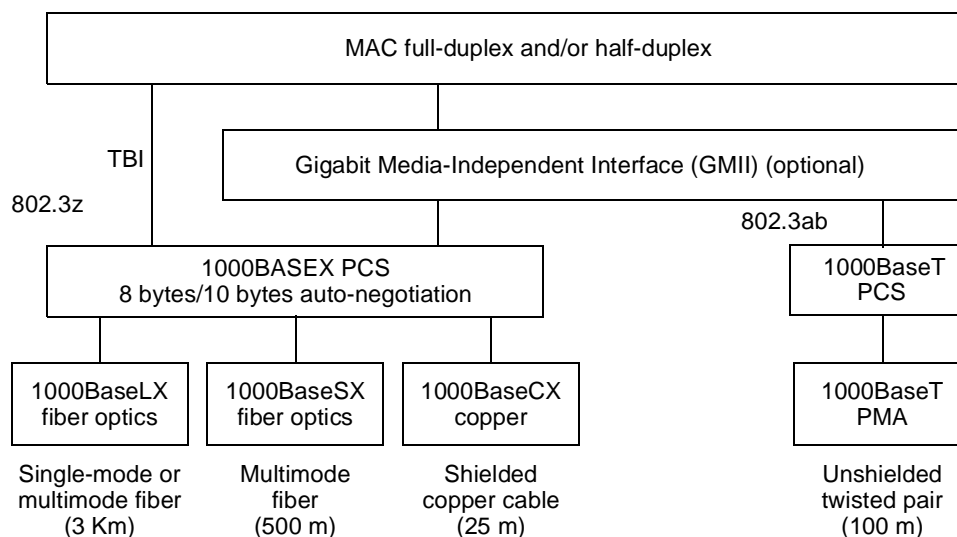 MAC full-duplex and/or half-duplex
TBI
Gigabit Media-Independent Interface (GMII) (optional)
802.3z
802.3ab
1000BASEX PCS
8 bytes/10 bytes auto-negotiation
1000BaseT
PCS
1000BaseLX
fiber optics
1000BaseSX
fiber optics
1000BaseCX
copper
1000BaseT
PMA
Single-mode or
multimode fiber
(3 Km)
Multimode
fiber
(500 m)
Shielded
copper cable
(25 m)
Unshielded
twisted pair
(100 m)